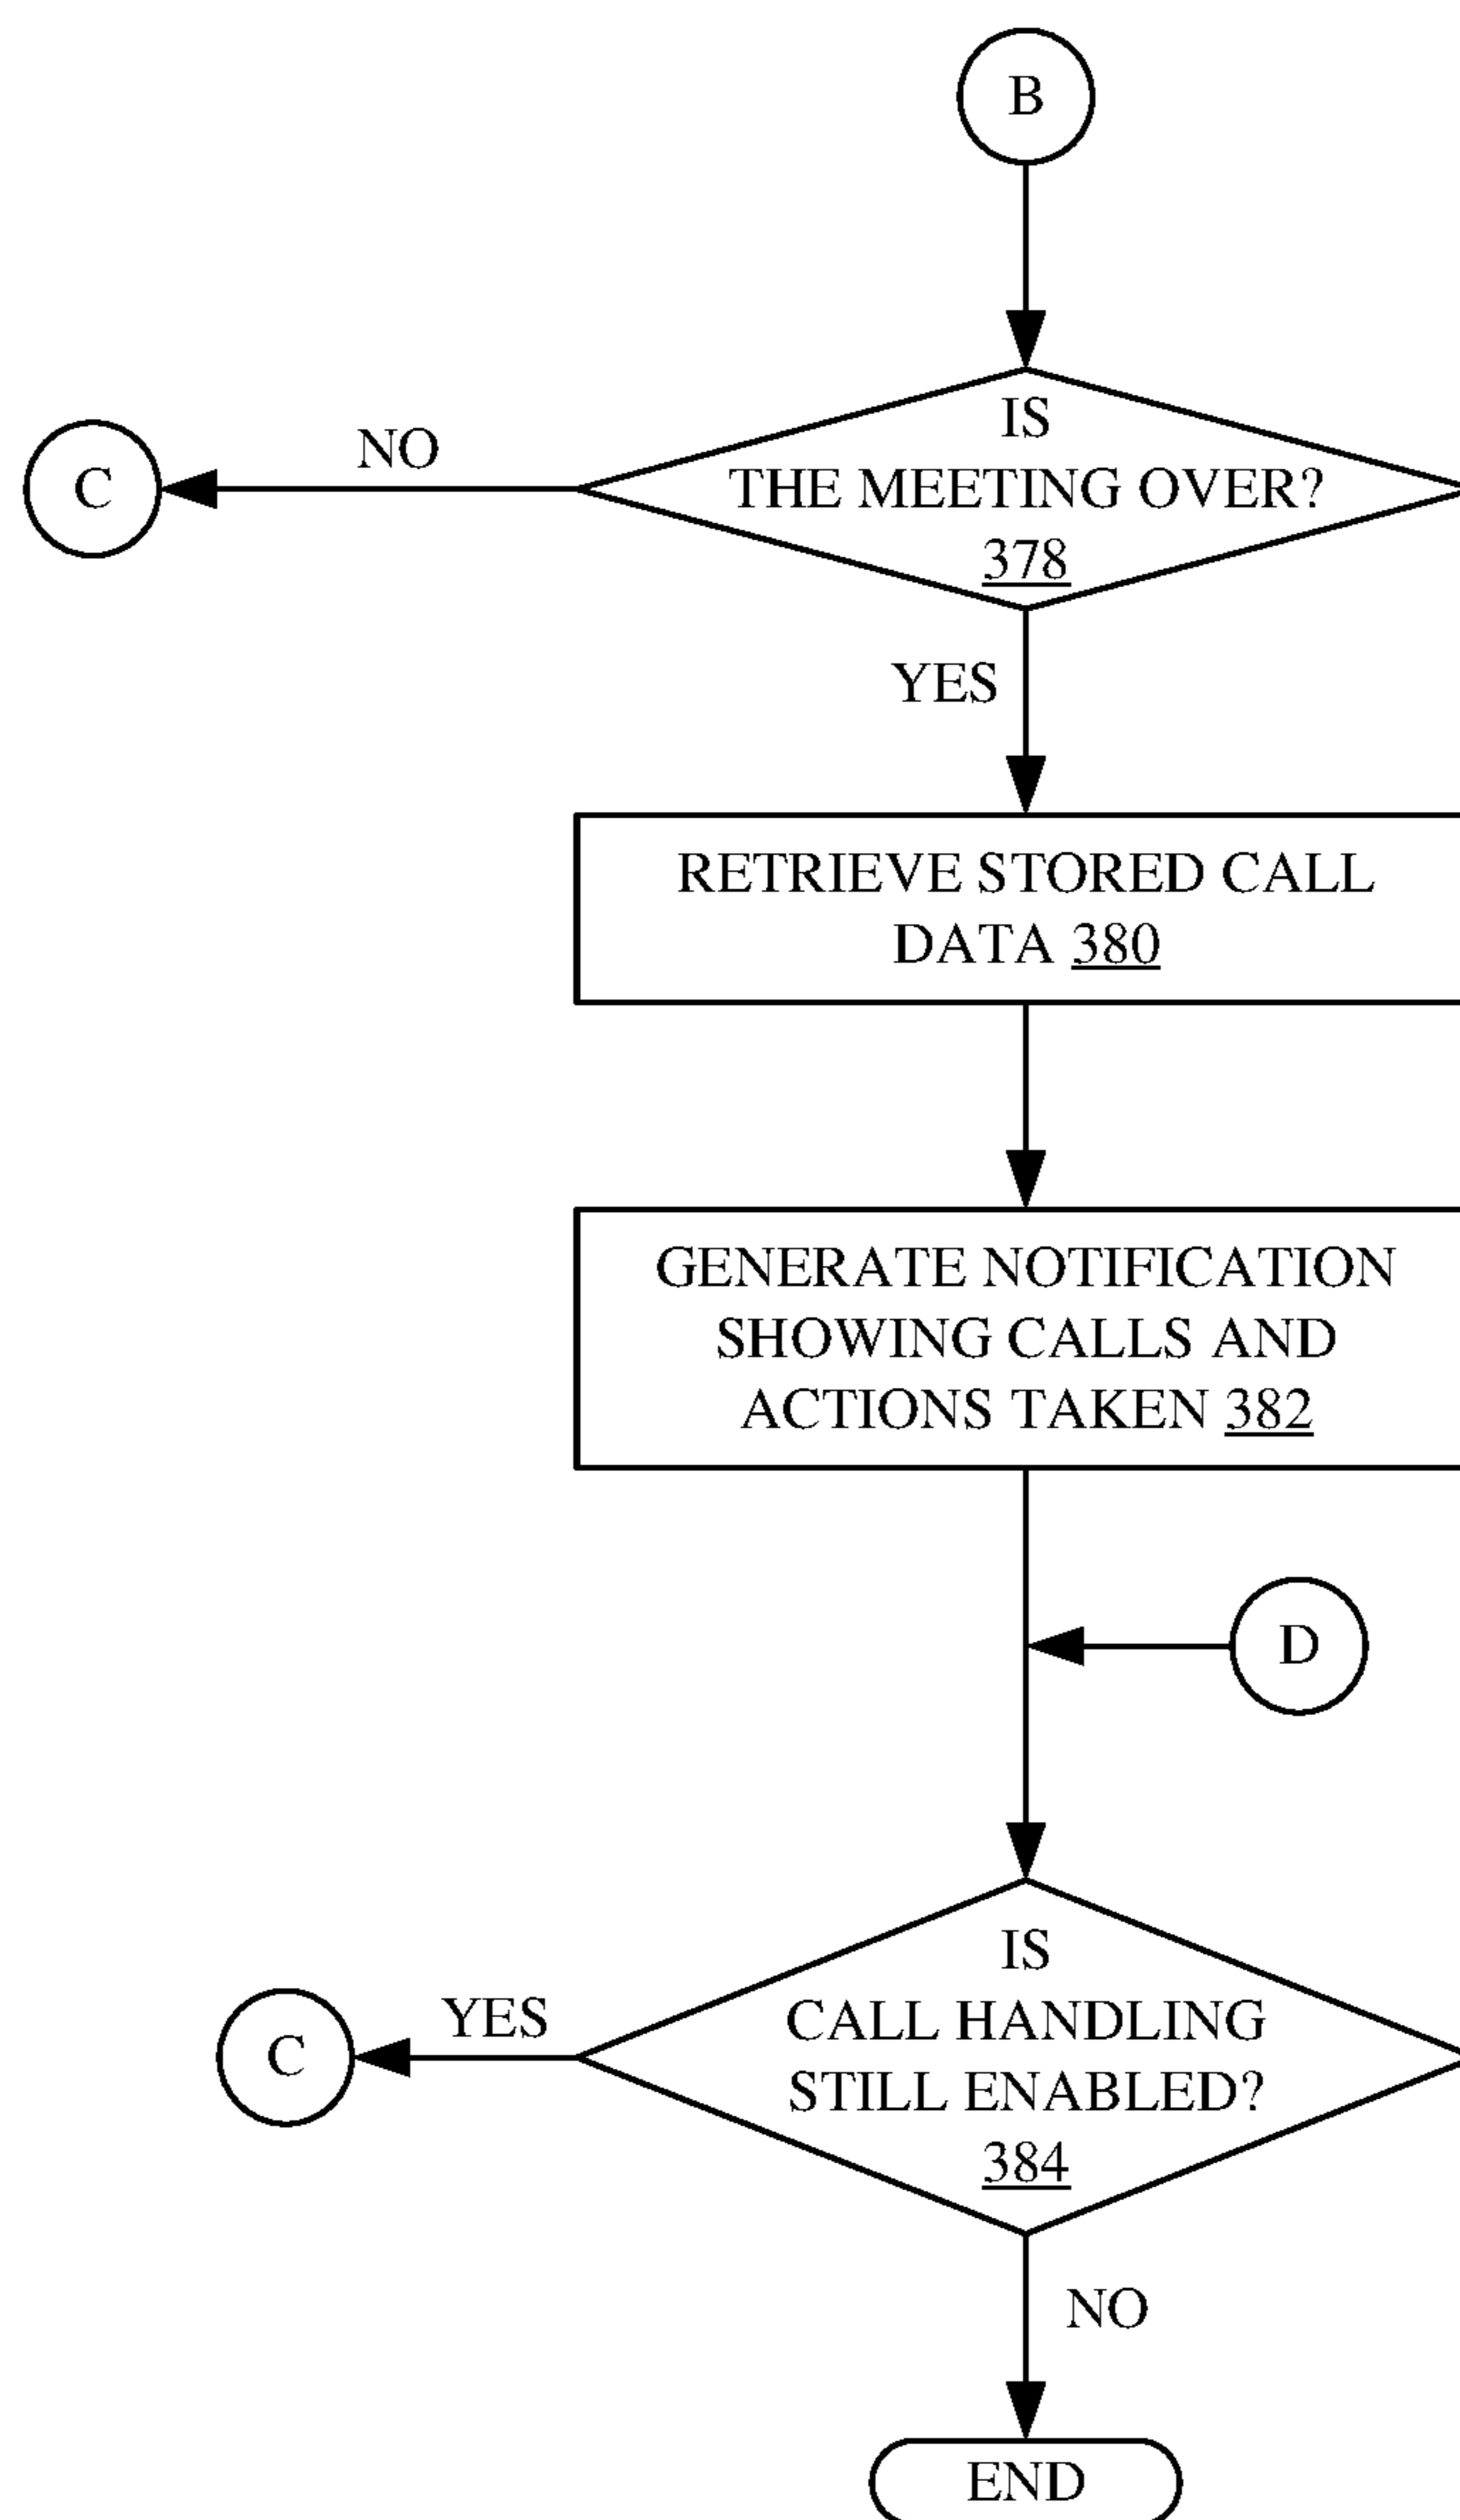 B
IS
THE MEETING OVER?
378
NO
C
YES
RETRIEVE STORED CALL
DATA 380
GENERATE NOTIFICATION
SHOWING CALLS AND
ACTIONS TAKEN 382
D
IS
CALL HANDLING
STILL ENABLED?
384
YES
C
NO
END